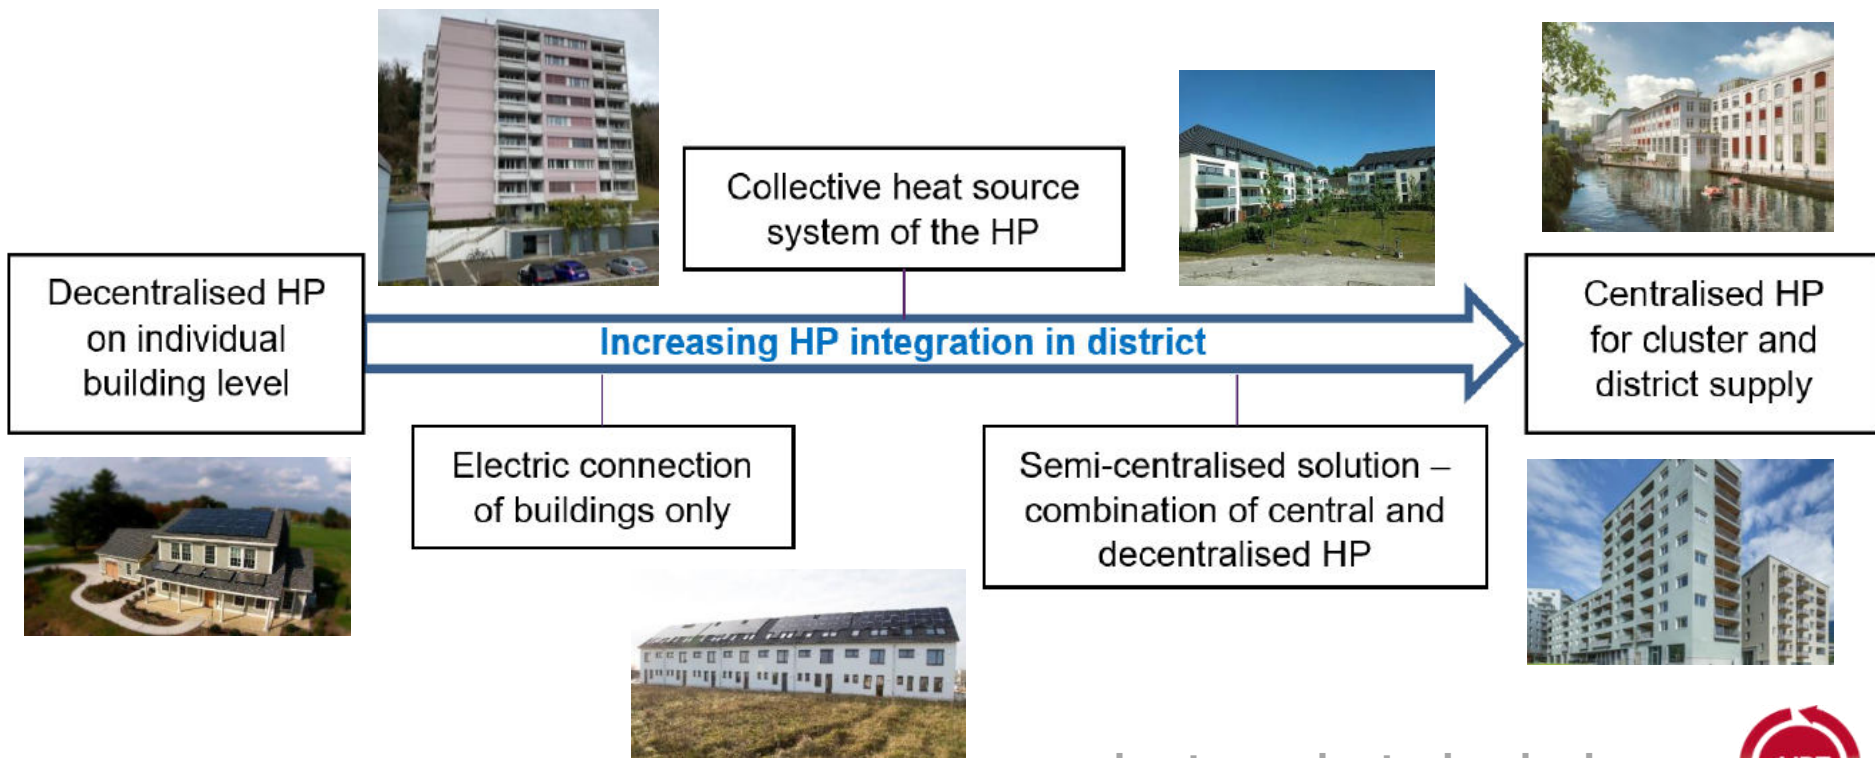 Collective heat source
system of the HP
Decentralised HP
on individual
building level
Increasing HP integration in district
Centralised HP
for cluster and
district supply
Electric connection
of buildings only
Semi-centralised solution –
combination of central and
decentralised HP